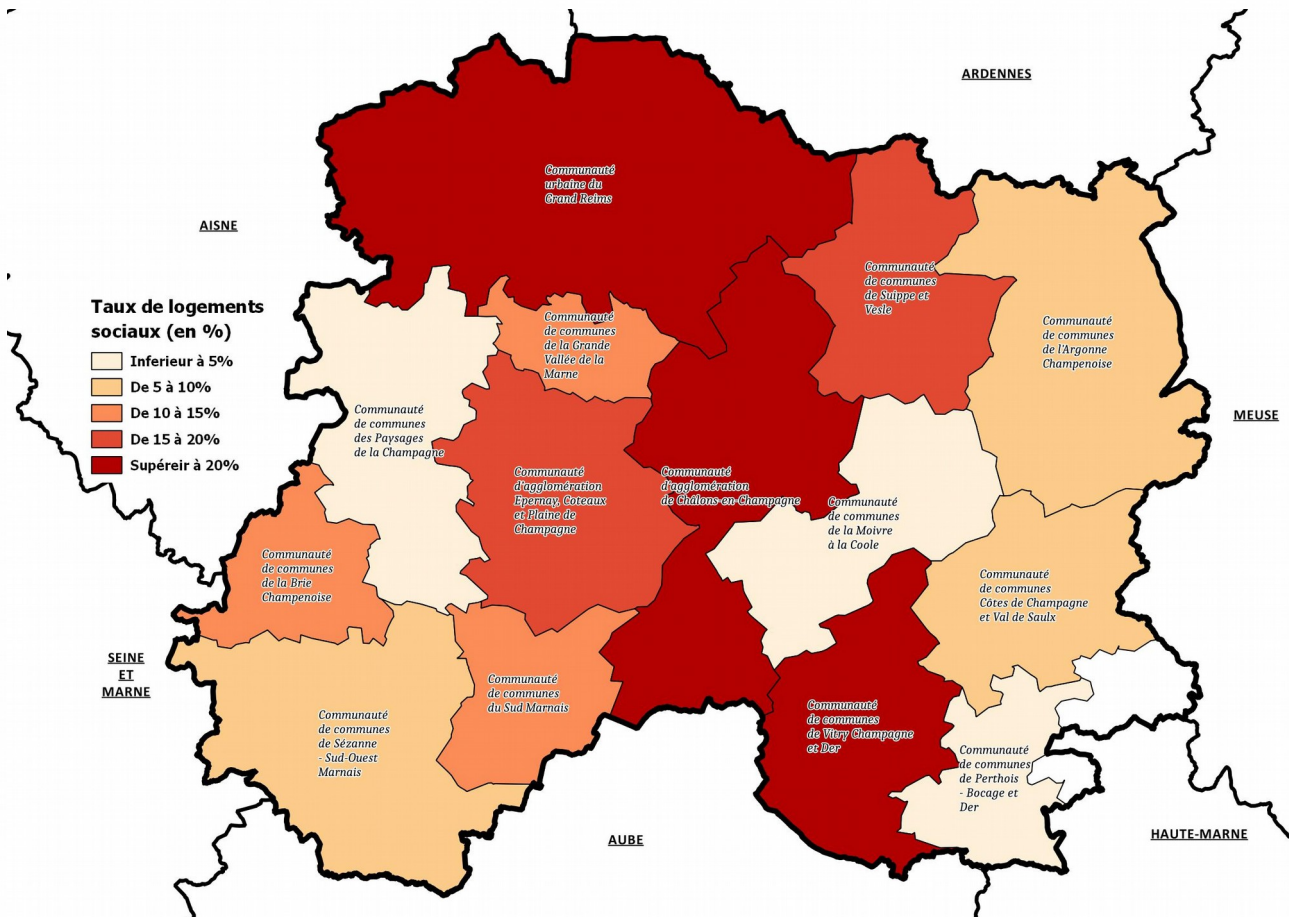 ARDENNES
AISNE
Communauté
urbaine du
Grand Reims
Communauté
de communes
de Suippe et
Vesle
Taux de logements
sociaux (en %)
Inferieur à 5%
De 5 à 10%
De 10 à 15%
De 15 à 20%
Supéreir à 20%
Communauté
de communes
de la Grande
Vallée de la
Marne
Communauté
de communes
de l'Argonne
Champenoise
Communauté
de communes
des Paysages
de la Champagne
MEUSE
Communauté
d'agglomération
Epernay, Coteaux
et Plaine de
Champagne
Communauté
d'agglomération
de Châlons-en-Champagne
Communauté
de communes
de la Moivre
à la Coole
Communauté
de communes
de la Brie
Champenoise
Communauté
de communes
Côtes de Champagne
et Val de Saulx
SEINE
ET
MARNE
Communauté
de communes
du Sud Marnais
Communauté
de communes
de Sézanne
- Sud-Ouest
Marnais
Communauté
de communes
de Vitry Champagne
et Der
Communauté
de communes
de Perthois
- Bocage et
Der
AUBE
HAUTE-MARNE